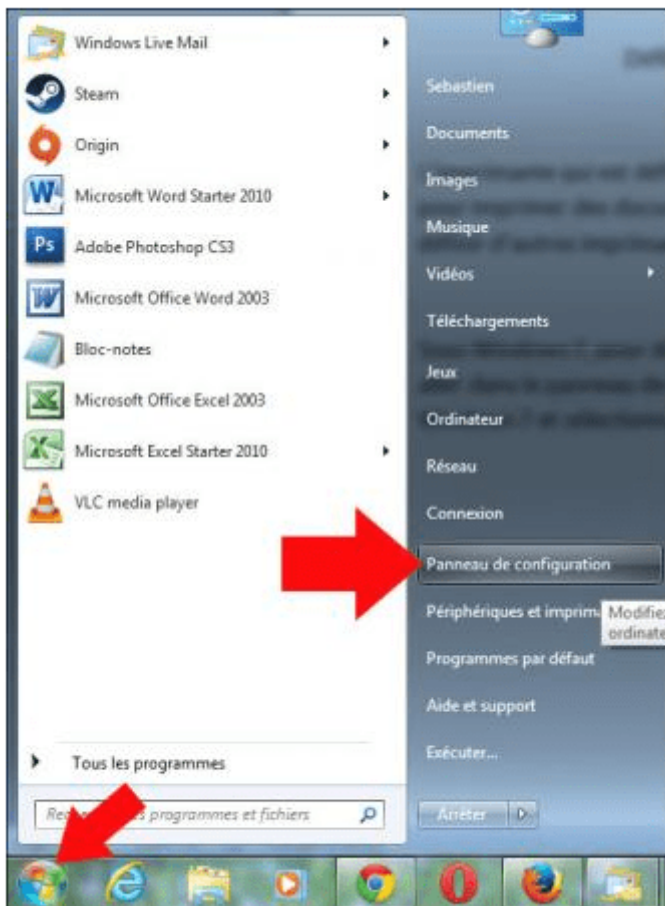 Windows Live Mail
Steam
Origin
Microsoft Word Starter 2010
Adobe Photoshop CS3
Microsoft Office Word 2003
Bloc-notes
Microsoft Office Excel 2003
Microsoft Excel Starter 2010
VLC media player
Tous les programmes
programmes et fichiers
Sebastien
Documents
Images
Musique
Vidéos
Téléchargements
Jeux
Ordinateur
Réseau
Connexion
Panneau de configuration
Périphériques et imprim
Modifiez
ordinate
Programmes par défaut
Aide et support
Exécuter...
Arrêter